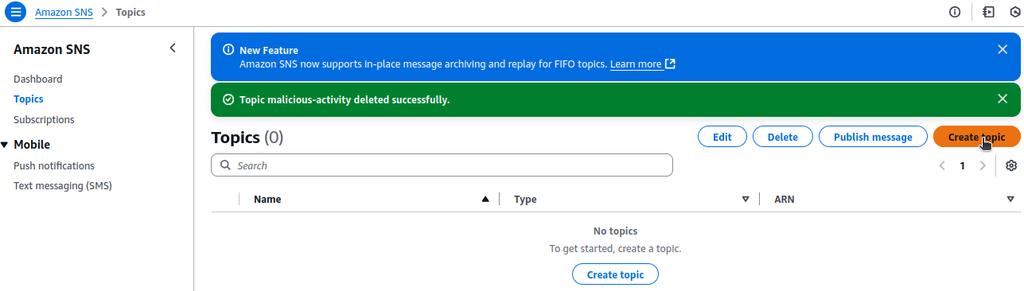 Amazon SNS > Topics
Amazon SNS
Dashboard
Topics
Subscriptions
Mobile
Push notifications
Text messaging (SMS)
New Feature
Amazon SNS now supports in-place message archiving and replay for FIFO topics. Learn more
Topic malicious-activity deleted successfully.
Topics (0)
Edit
Delete
Publish message
Create topic
Search
1
Name
Type
ARN
No topics
To get started, create a topic.
Create topic